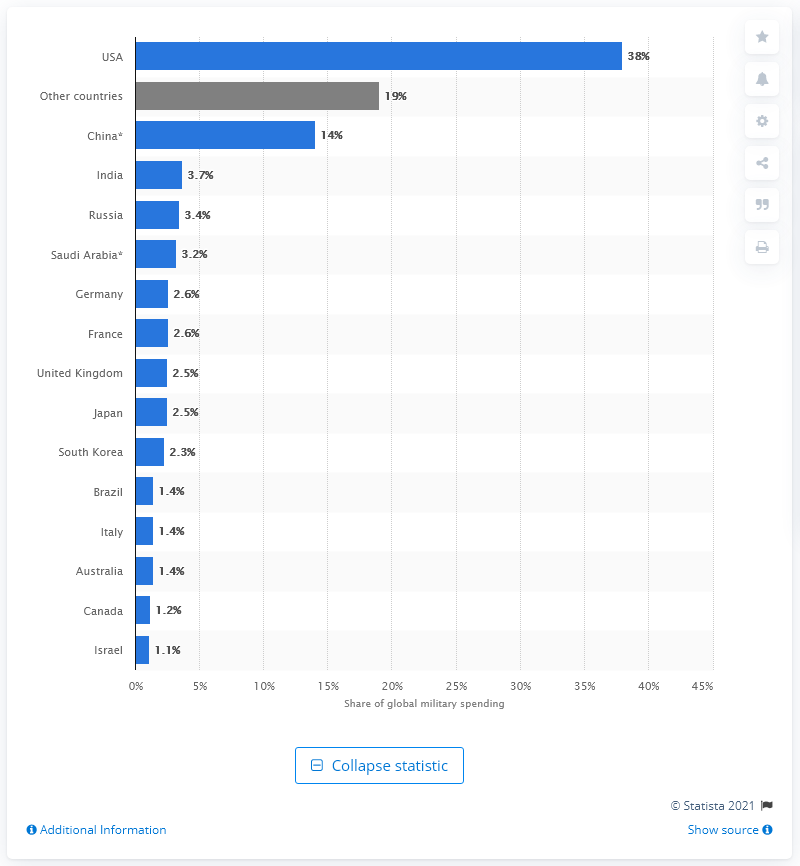 USA 38%
Other countries 19%
China* 14%
India 3.7%
Russia 3.4%
Saudi Arabia* 3.2%
Germany 2.6%
France 2.6%
United Kingdom 2.5%
Japan 2.5%
South Korea 2.3%
Brazil 1.4%
Italy 1.4%
Australia 1.4%
Canada 1.2%
Israel 1.1%
0% 5% 10% 15% 20% 25% 30% 35% 40% 45%
Share of global military spending
Collapse statistic
© Statista 2021
Additional Information Show source